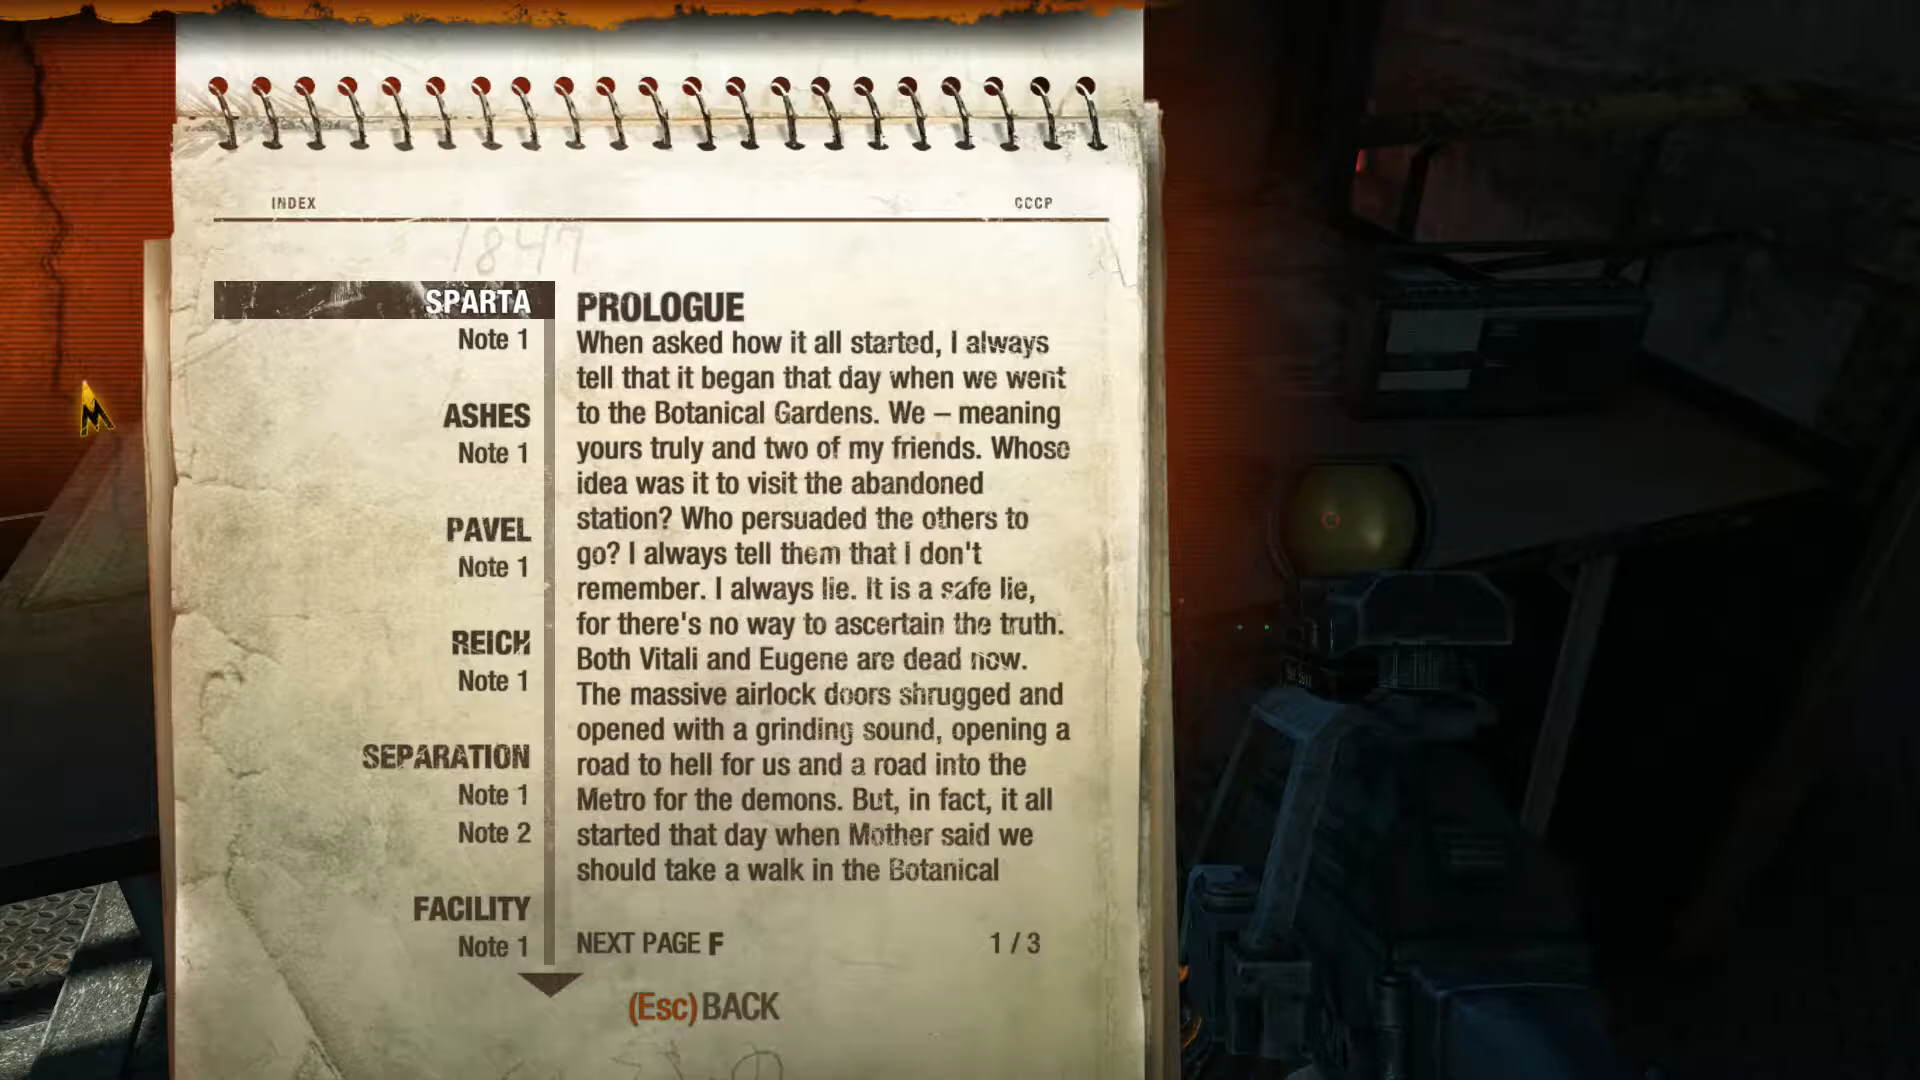 INDEX
CCCP
1847
SPARTA
Note 1
ASHES
Note 1
PAVEL
Note 1
REICH
Note 1
SEPARATION
Note 1
Note 2
FACILITY
Note 1
PROLOGUE
When asked how it all started, I always
tell that it began that day when we went
to the Botanical Gardens. We – meaning
yours truly and two of my friends. Whose
idea was it to visit the abandoned
station? Who persuaded the others to
go? I always tell them that I don't
remember. I always lie. It is a safe lie,
for there's no way to ascertain the truth.
Both Vitali and Eugene are dead now.
The massive airlock doors shrugged and
opened with a grinding sound, opening a
road to hell for us and a road into the
Metro for the demons. But, in fact, it all
started that day when Mother said we
should take a walk in the Botanical
NEXT PAGE F
1 / 3
(Esc) BACK